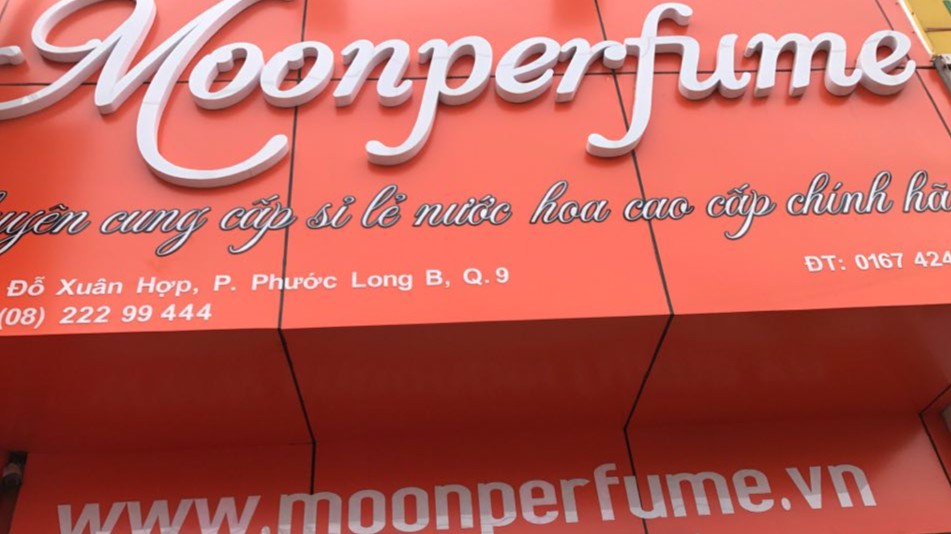 Moonperfume
cung cấp sỉ lẻ nước hoa cao cấp chính
Đỗ Xuân Hợp, P. Phước Long B, Q.9
ĐT: 0167 424
(08) 222 99 444
www.moonperfume.vn